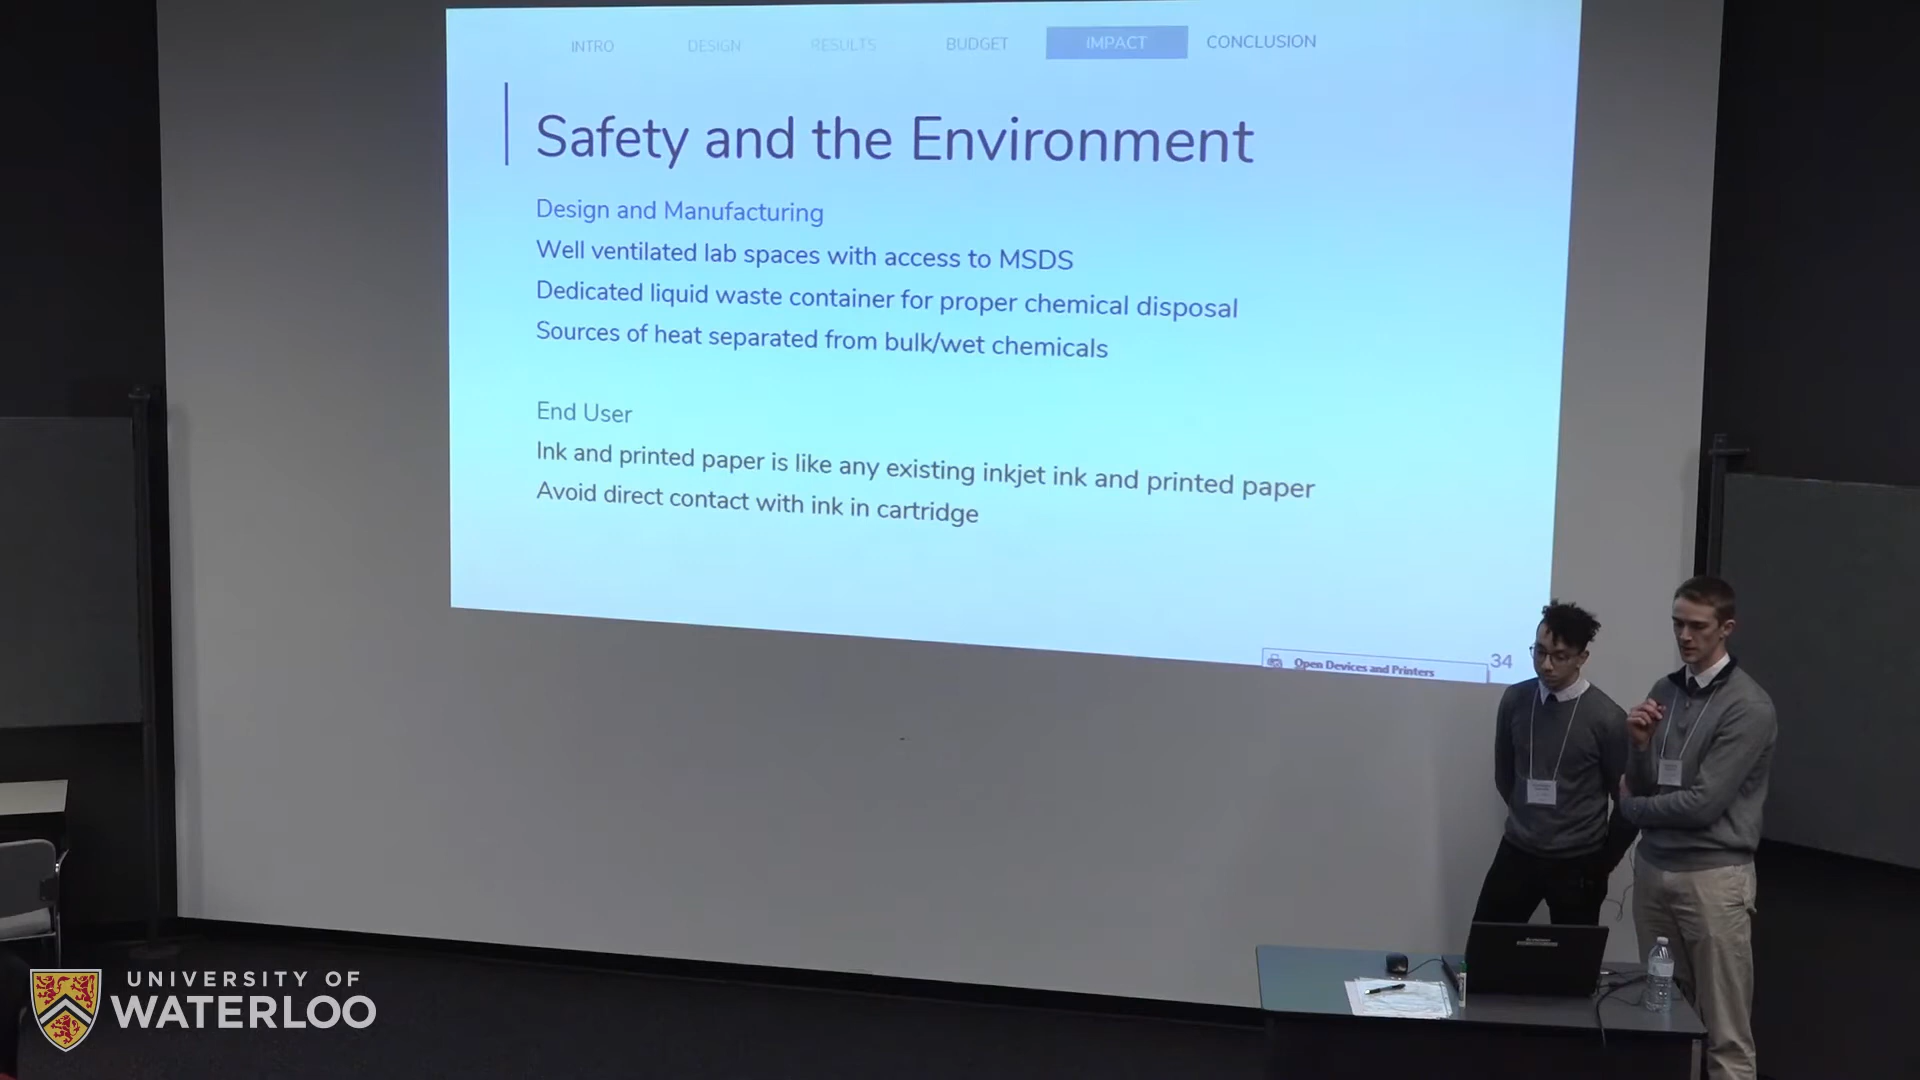 INTRO DESIGN RESULTS BUDGET IMPACT CONCLUSION
Safety and the Environment
Design and Manufacturing
Well ventilated lab spaces with access to MSDS
Dedicated liquid waste container for proper chemical disposal
Sources of heat separated from bulk/wet chemicals
End User
Ink and printed paper is like any existing inkjet ink and printed paper
Avoid direct contact with ink in cartridge
Open Devices and Printers
34
UNIVERSITY OF
WATERLOO